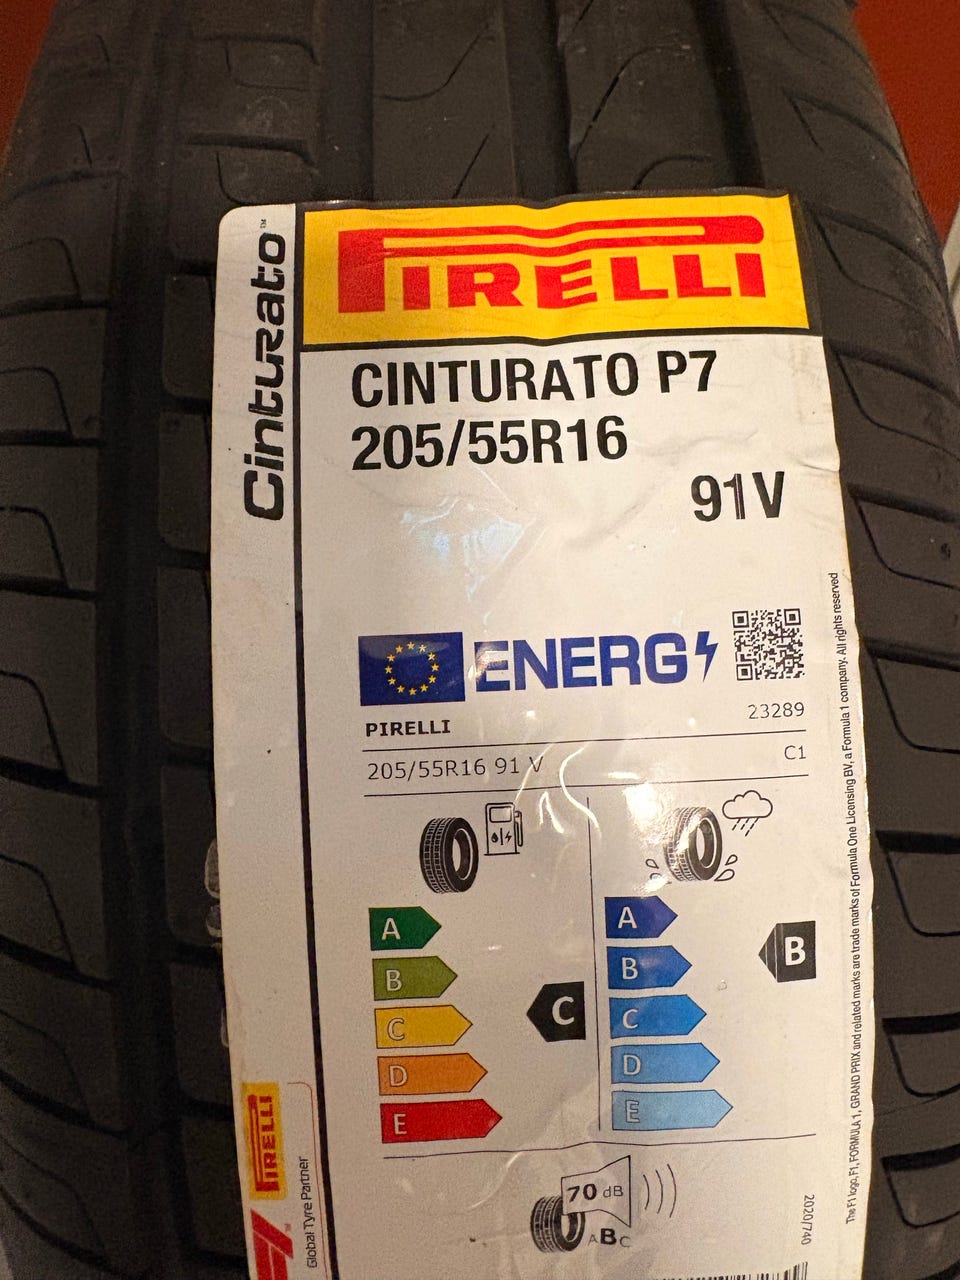 Cinturato™
PIRELLI
CINTURATO P7
205/55R16
91V
ENERG
PIRELLI
23289
205/55R16 91 V
C1
A
B
C
D
E
C
A
B
C
D
E
B
70 dB
ABC
2020/740
The F1 logo, F1, FORMULA 1, GRAND PRIX and related marks are trade marks of Formula One Licensing BV, a Formula 1 company. All rights reserved
PIRELLI
Global Tyre Partner